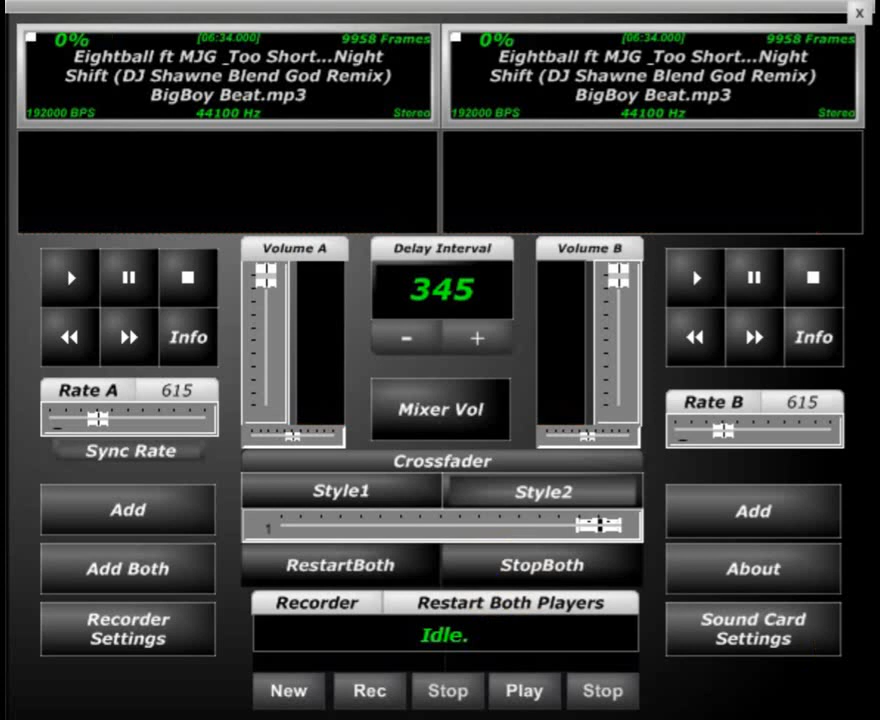 X
0% [06:34.000] 9958 Frames
Eightball ft MJG _Too Short...Night
Shift (DJ Shawne Blend God Remix)
BigBoy Beat.mp3
192000 BPS 44100 Hz Stereo
0% [06:34.000] 9958 Frames
Eightball ft MJG _Too Short...Night
Shift (DJ Shawne Blend God Remix)
BigBoy Beat.mp3
192000 BPS 44100 Hz Stereo
Volume A
Delay Interval
Volume B
345
- +
Info
Info
Mixer Vol
Rate A 615
Rate B 615
Sync Rate
Crossfader
Style1 Style2
1
Add
Add
RestartBoth StopBoth
Add Both
About
Recorder Restart Both Players
Recorder
Settings
Idle.
Sound Card
Settings
New Rec Stop Play Stop